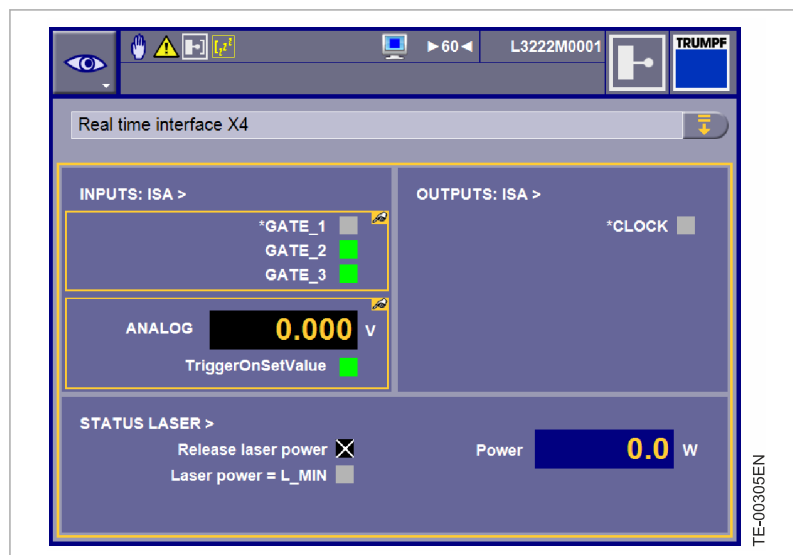 ►60◄
L3222M0001
TRUMPF
Real time interface X4
INPUTS: ISA >
*GATE_1
GATE_2
GATE_3
ANALOG 0.000 V
TriggerOnSetValue
OUTPUTS: ISA >
*CLOCK
STATUS LASER >
Release laser power
Laser power = L_MIN
Power 0.0 W
TE-00305EN